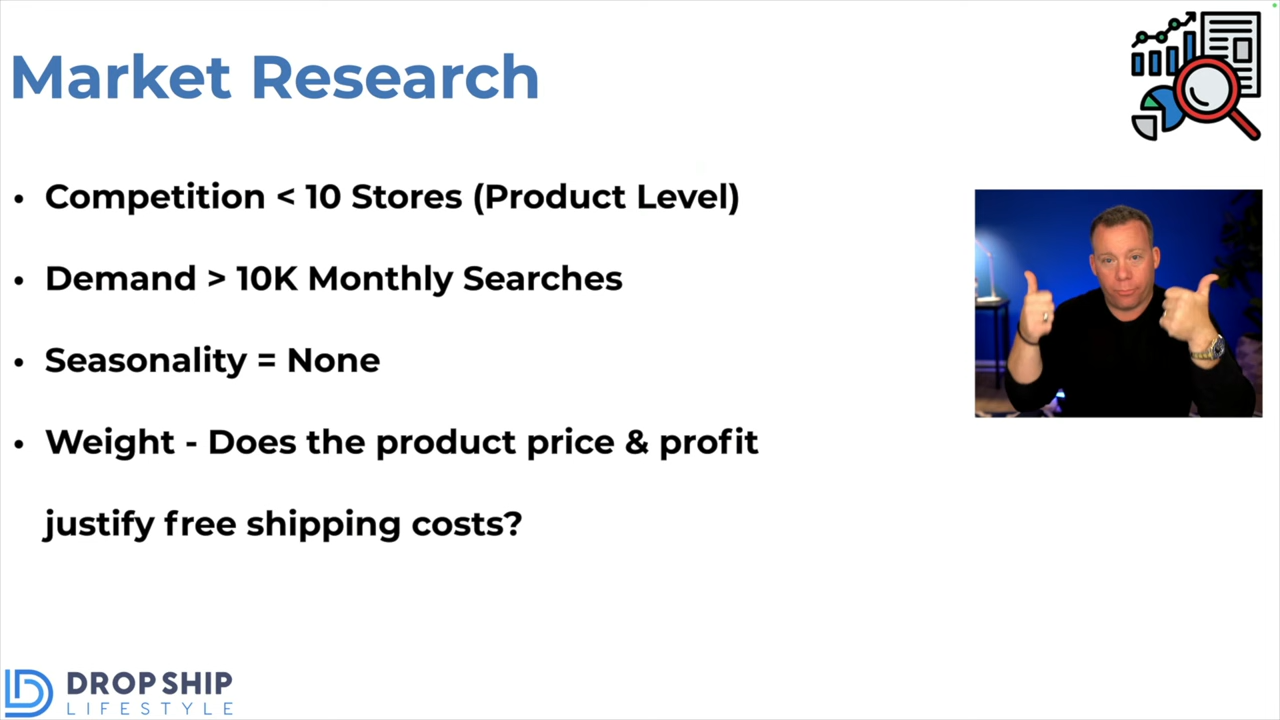 Market Research
• Competition < 10 Stores (Product Level)
• Demand > 10K Monthly Searches
• Seasonality = None
• Weight - Does the product price & profit
justify free shipping costs?
DROP SHIP
LIFESTYLE